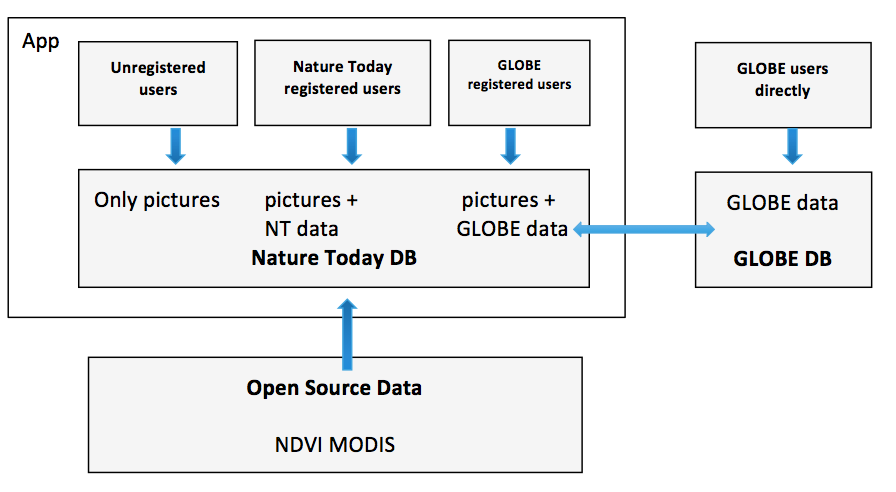 App
Unregistered
users
Nature Today
registered users
GLOBE
registered users
GLOBE users
directly
Only pictures
pictures +
NT data
pictures +
GLOBE data
Nature Today DB
GLOBE data
GLOBE DB
Open Source Data
NDVI MODIS